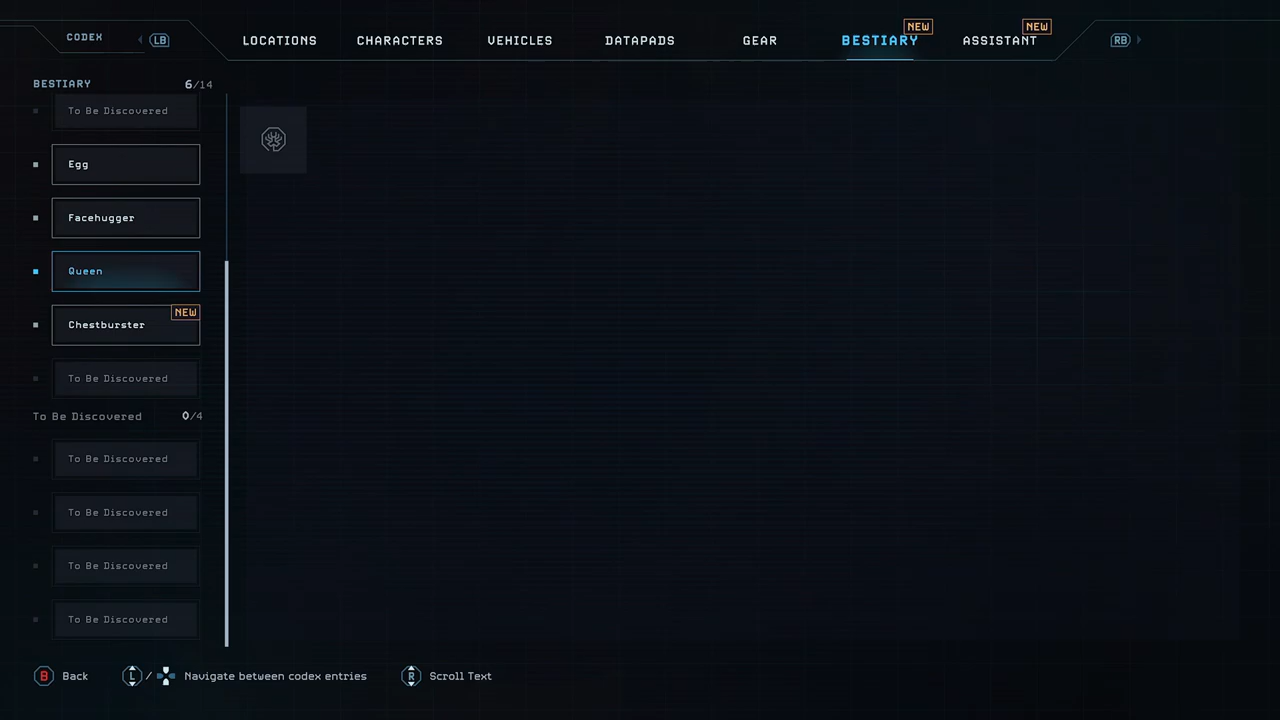 CODEX
LB
LOCATIONS
CHARACTERS
VEHICLES
DATAPADS
GEAR
BESTIARY
NEW
ASSISTANT
NEW
RB
BESTIARY 6/14
To Be Discovered
Egg
Facehugger
Queen
Chestburster
NEW
To Be Discovered
To Be Discovered 0/4
To Be Discovered
To Be Discovered
To Be Discovered
To Be Discovered
B Back
L / Navigate between codex entries
R Scroll Text